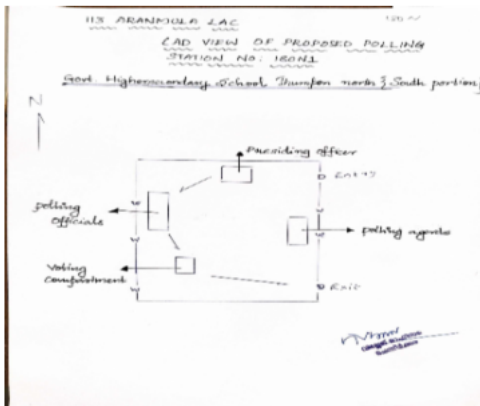 113 ARANMULA LAC
CAD VIEW OF PROPOSED POLLING
STATION NO: 180N1
Govt. Highersecondary School Thumpon north & South portion
N
Presiding officer
Entry
polling
officials
polling agents
Voting
compartment
Exit